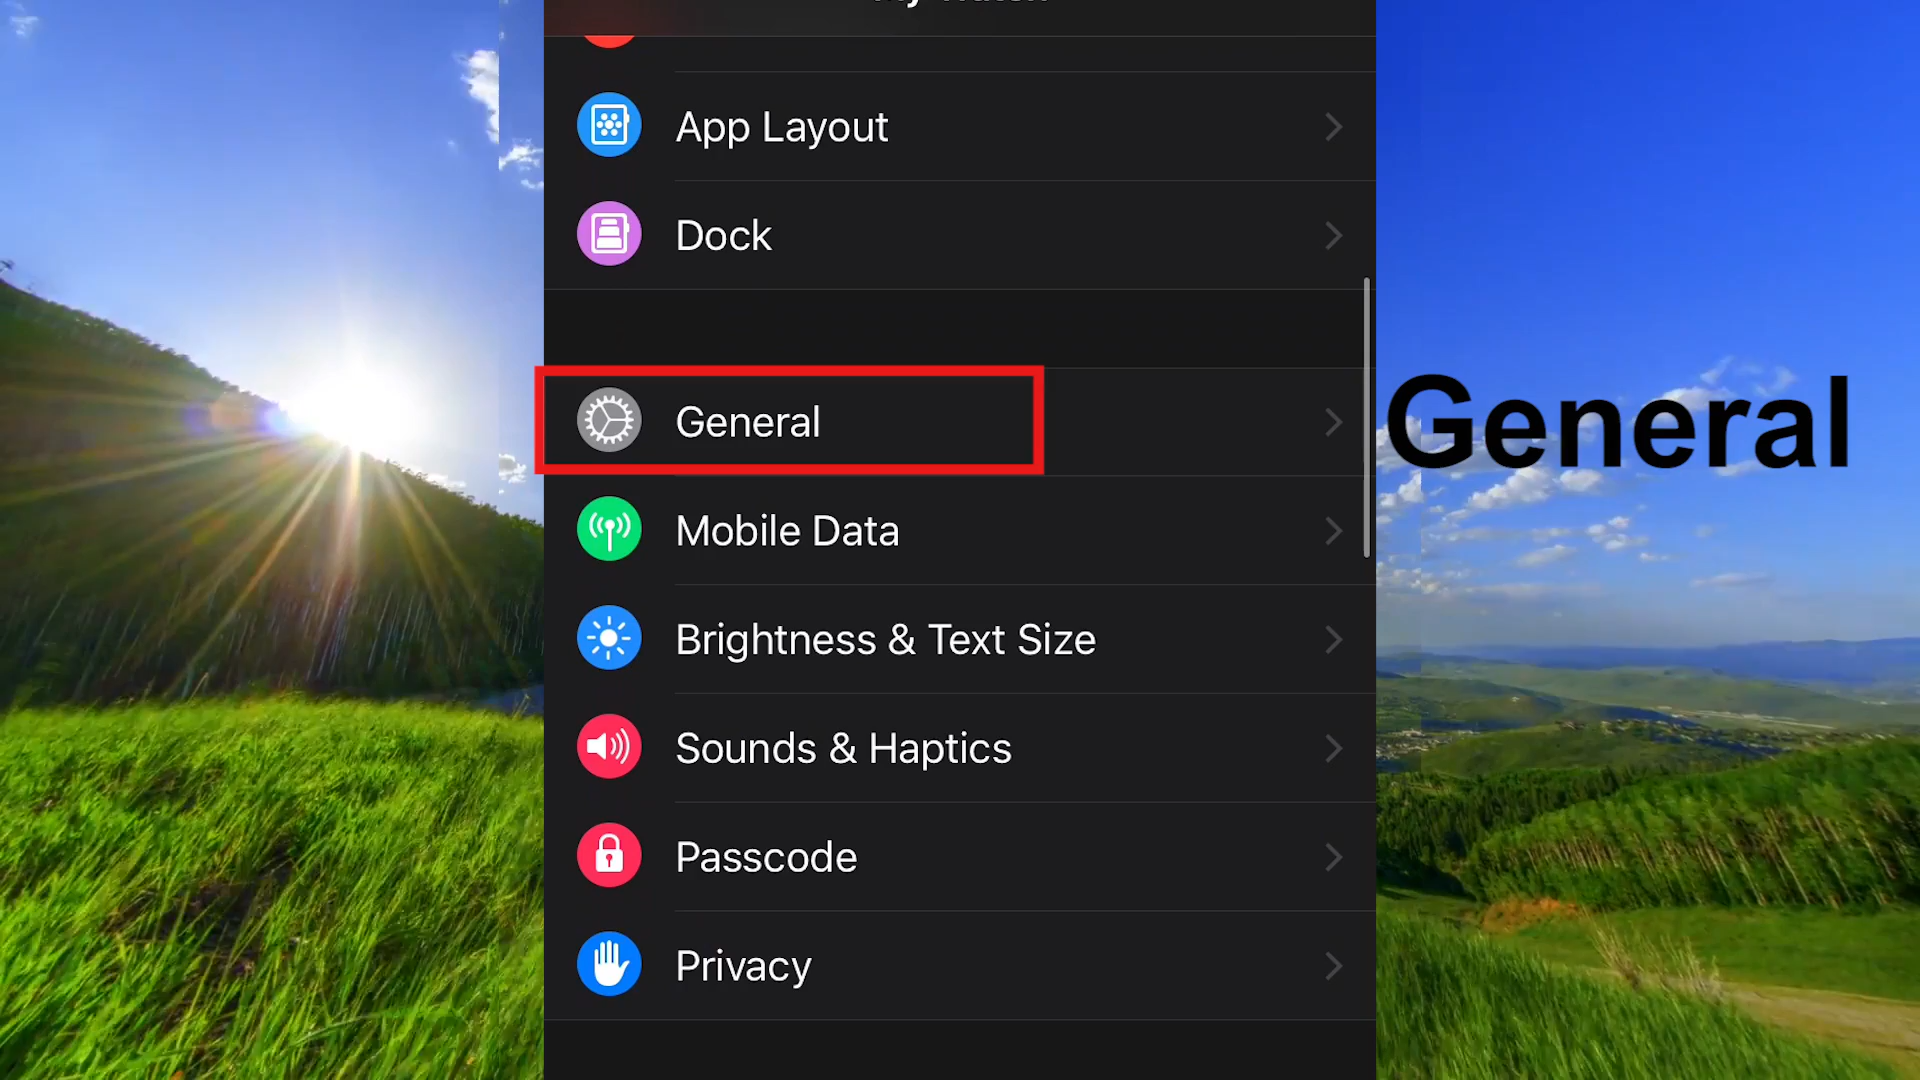 App Layout
Dock
General
General
Mobile Data
Brightness & Text Size
Sounds & Haptics
Passcode
Privacy